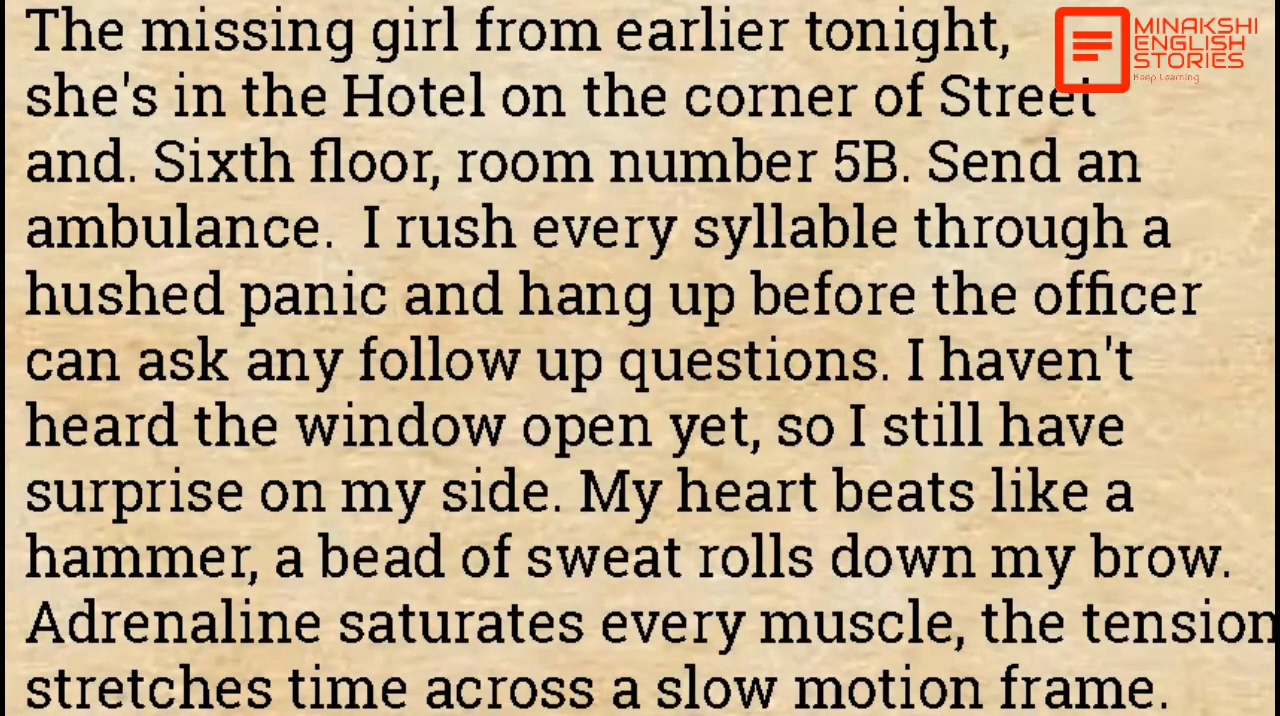 The missing girl from earlier tonight,
she's in the Hotel on the corner of Street
and. Sixth floor, room number 5B. Send an
ambulance.  I rush every syllable through a
hushed panic and hang up before the officer
can ask any follow up questions. I haven't
heard the window open yet, so I still have
surprise on my side. My heart beats like a
hammer, a bead of sweat rolls down my brow.
Adrenaline saturates every muscle, the tension
stretches time across a slow motion frame.
MINAKSHI
ENGLISH
STORIES
Keep Learning